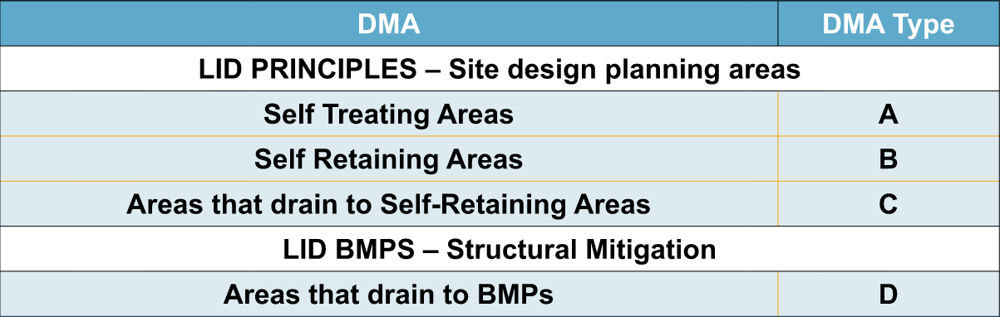 DMA DMA Type
LID PRINCIPLES – Site design planning areas
Self Treating Areas A
Self Retaining Areas B
Areas that drain to Self-Retaining Areas C
LID BMPS – Structural Mitigation
Areas that drain to BMPs D